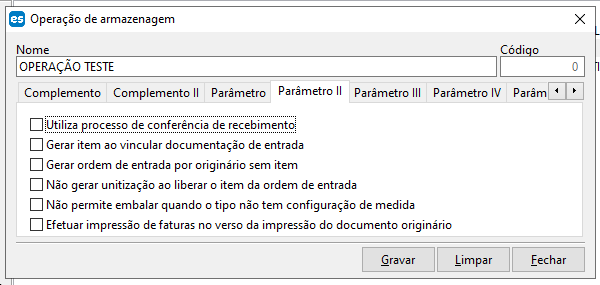 es Operação de armazenagem
Nome Código
OPERAÇÃO TESTE 0
Complemento Complemento II Parâmetro Parâmetro II Parâmetro III Parâmetro IV Parâm
Utiliza processo de conferência de recebimento
Gerar item ao vincular documentação de entrada
Gerar ordem de entrada por originário sem item
Não gerar unitização ao liberar o item da ordem de entrada
Não permite embalar quando o tipo não tem configuração de medida
Efetuar impressão de faturas no verso da impressão do documento originário
Gravar Limpar Fechar